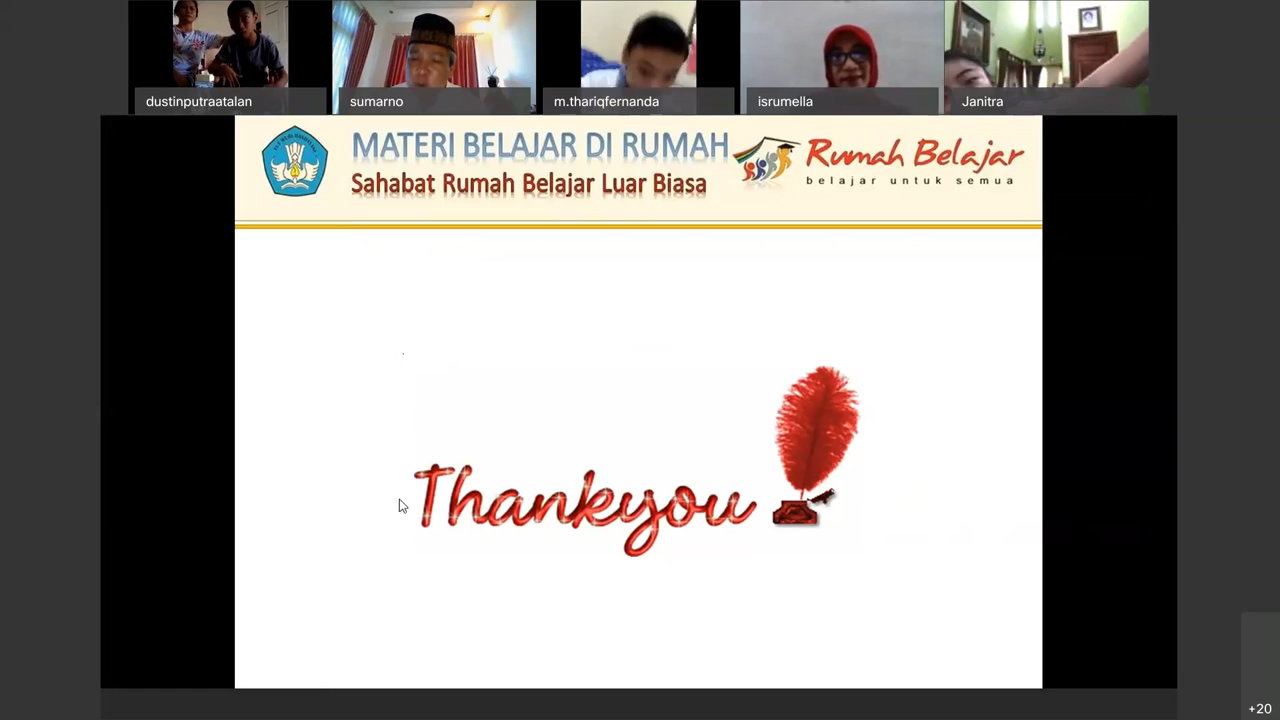 dustinputraatalan
sumarno
m.thariqfernanda
isrumella
Janitra
MATERI BELAJAR DI RUMAH
Sahabat Rumah Belajar Luar Biasa
Rumah Belajar
belajar untuk semua
Thankyou
+20